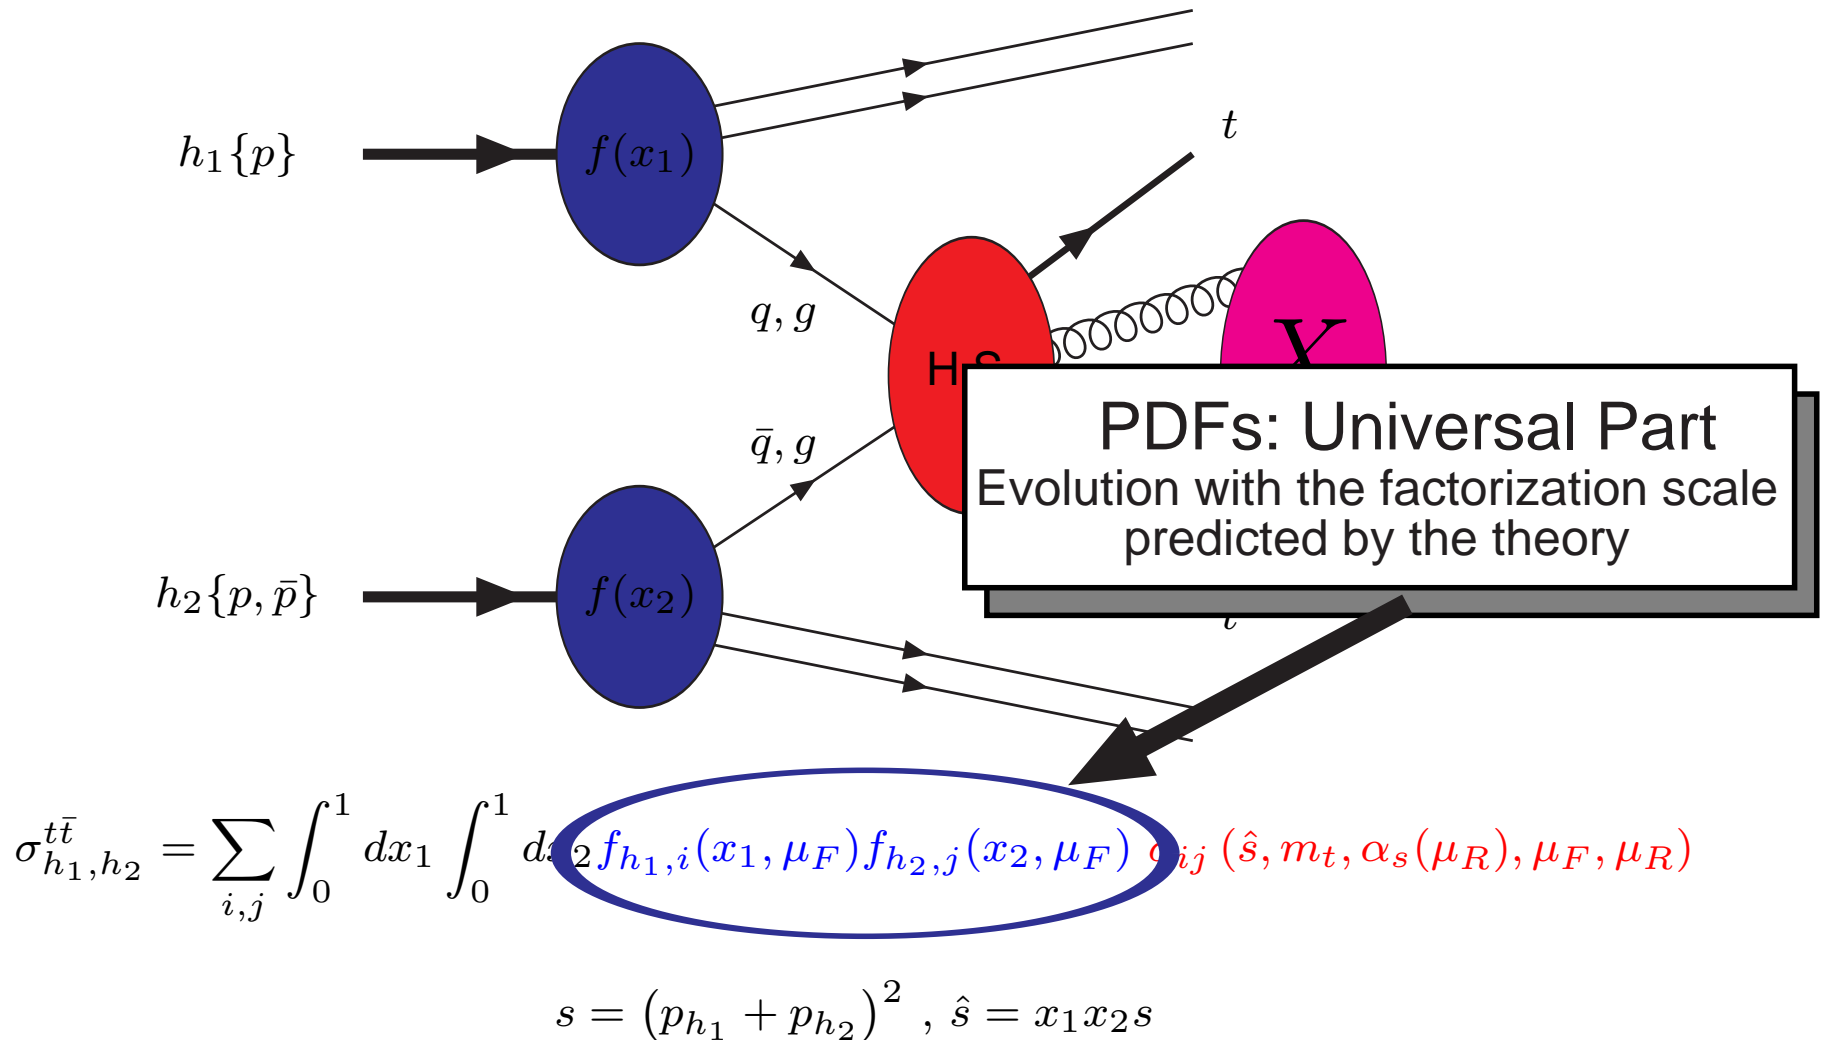 t
h₁{p}
f(x₁)
q, g
X
H.S.
q̄, g
PDFs: Universal Part
Evolution with the factorization scale
predicted by the theory
h₂{p, p̄}
f(x₂)
σ^{tt̄}_{h₁,h₂} = ∑_{i,j} ∫₀¹ dx₁ ∫₀¹ dx₂ f_{h₁,i}(x₁, μ_F) f_{h₂,j}(x₂, μ_F) σ_{ij} (ŝ, m_t, α_s(μ_R), μ_F, μ_R)
s = (p_{h₁} + p_{h₂})² , ŝ = x₁x₂s